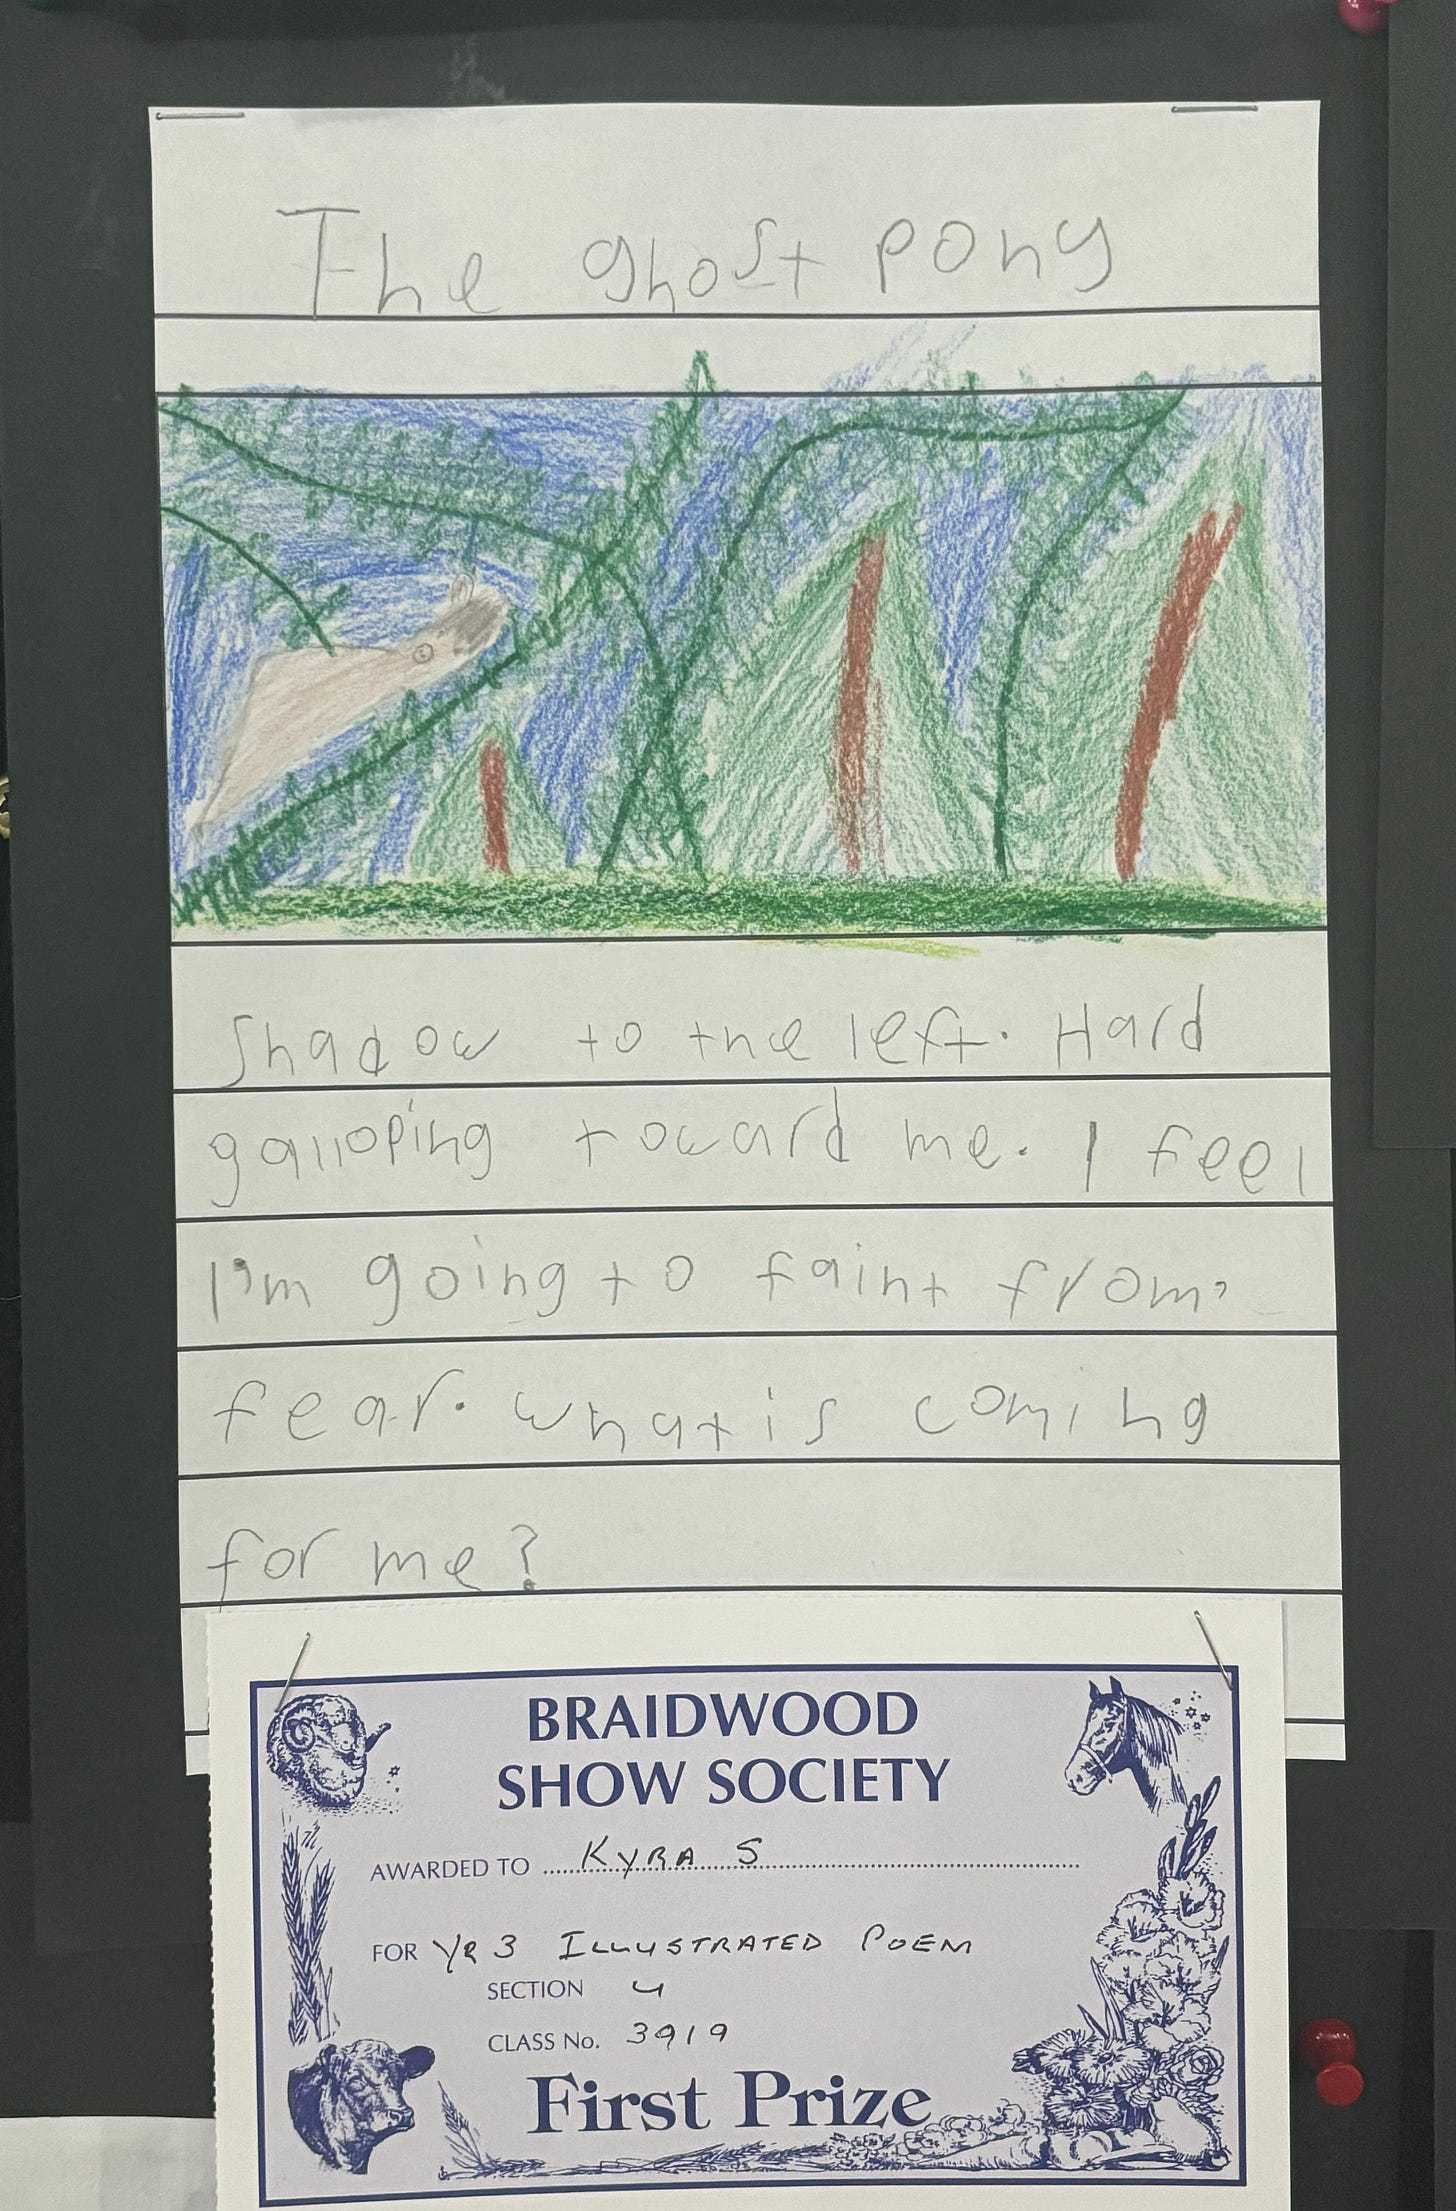 The ghost pony
Shadow to the left. Hard
galloping toward me. I feel
I'm going to faint from
fear. what is coming
for me?
BRAIDWOOD
SHOW SOCIETY
AWARDED TO KYRA S
FOR YR 3 ILLUSTRATED POEM
SECTION 4
CLASS No. 3919
First Prize